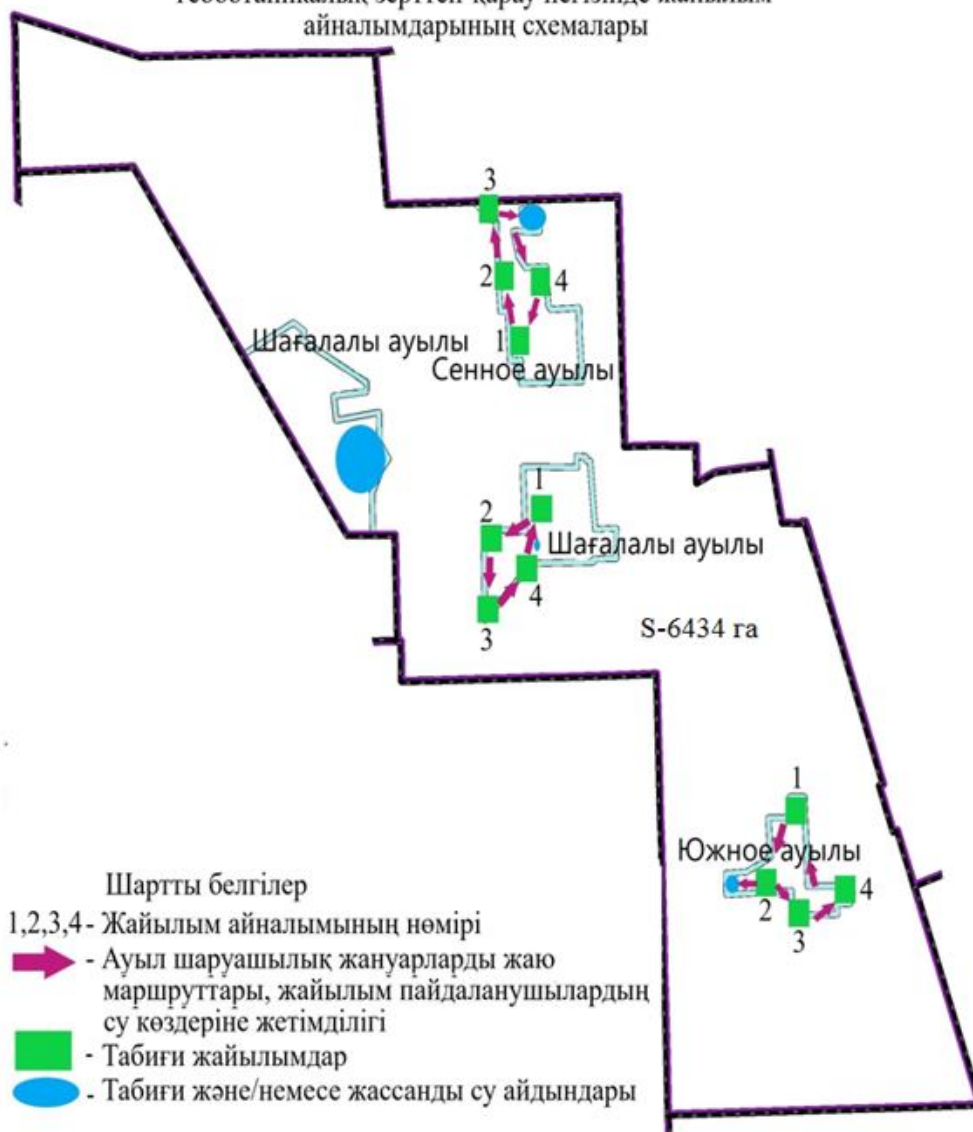 айналымдарының схемалары
3
2
4
1
Шағалалы ауылы
Сенное ауылы
1
2
Шағалалы ауылы
4
3
S-6434 га
1
Южное ауылы
4
2
3
Шартты белгілер
1,2,3,4 - Жайылым айналымының нөмірі
- Ауыл шаруашылық жануарларды жаю
маршруттары, жайылым пайдаланушылардың
су көздеріне жетімділігі
- Табиғи жайылымдар
- Табиғи және/немесе жассанды су айдындары